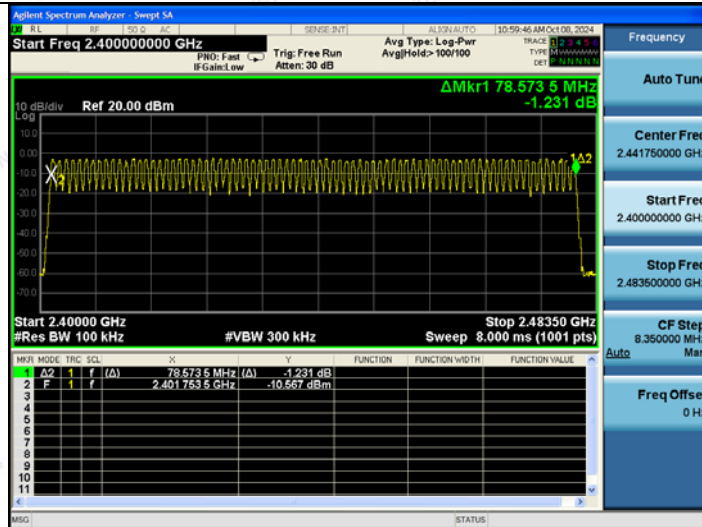 Agilent Spectrum Analyzer - Swept SA
RL RF 50 Ω AC SENSE:INT ALIGN AUTO 10:59:46 AM Oct 08, 2024
Start Freq 2.400000000 GHz
PNO: Fast
IFGain:Low
Trig: Free Run
Atten: 30 dB
Avg Type: Log-Pwr
Avg|Hold:>100/100
TRACE 1 2 3 4 5 6
TYPE M
DET P N N N N N
ΔMkr1 78.573 5 MHz
-1.231 dB
10 dB/div Ref 20.00 dBm
Log
10.0
0.00
-10.0
-30.0
-40.0
-50.0
-60.0
-70.0
2
1Δ2
Start 2.40000 GHz Stop 2.48350 GHz
#Res BW 100 kHz #VBW 300 kHz Sweep 8.000 ms (1001 pts)
MKR MODE TRC SCL X Y FUNCTION FUNCTION WIDTH FUNCTION VALUE
1 Δ2 1 f (Δ) 78.573 5 MHz (Δ) -1.231 dB
2 F 1 f 2.401 753 5 GHz -10.567 dBm
3
4
5
6
7
8
9
10
11
MSG STATUS
Frequency
Auto Tune
Center Freq
2.441750000 GHz
Start Freq
2.400000000 GHz
Stop Freq
2.483500000 GHz
CF Step
8.350000 MHz
Auto Man
Freq Offset
0 Hz